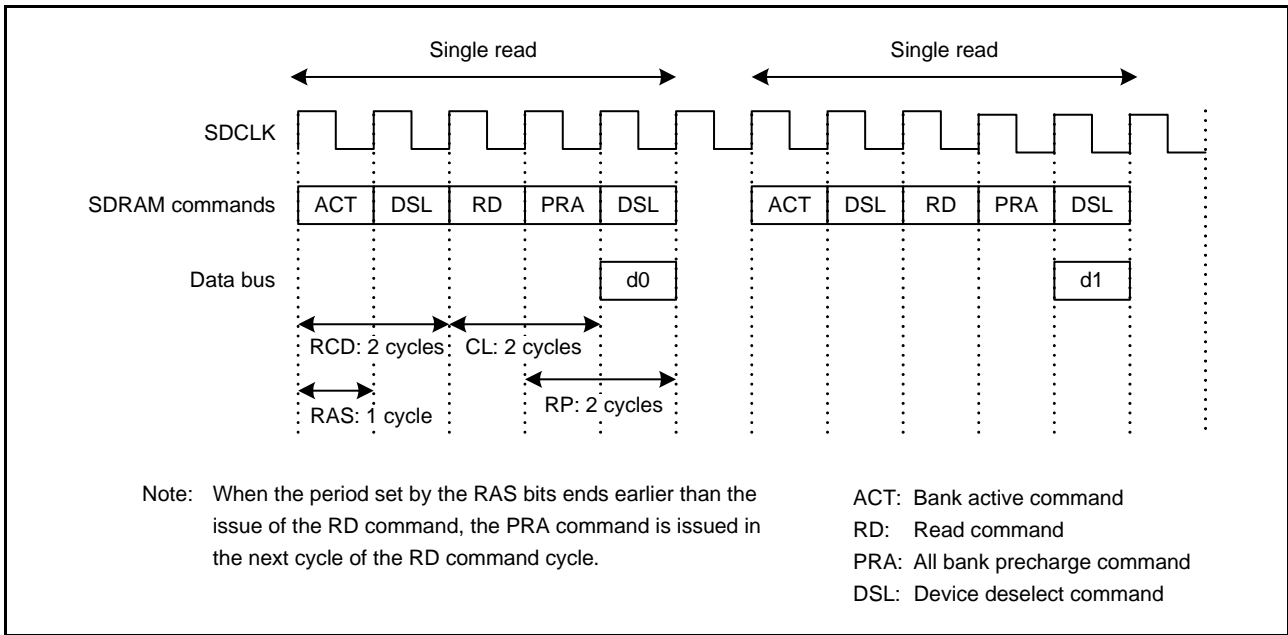 Single read Single read
SDCLK
SDRAM commands ACT DSL RD PRA DSL ACT DSL RD PRA DSL
Data bus d0 d1
RCD: 2 cycles CL: 2 cycles
RAS: 1 cycle RP: 2 cycles
Note: When the period set by the RAS bits ends earlier than the
issue of the RD command, the PRA command is issued in
the next cycle of the RD command cycle.
ACT: Bank active command
RD: Read command
PRA: All bank precharge command
DSL: Device deselect command